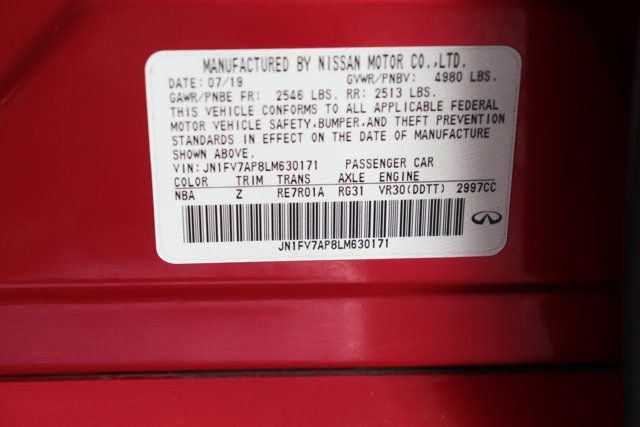 MANUFACTURED BY NISSAN MOTOR CO.,LTD.
DATE: 07/19 GVWR/PNBV: 4980 LBS.
GAWR/PNBE FR: 2546 LBS. RR: 2513 LBS.
THIS VEHICLE CONFORMS TO ALL APPLICABLE FEDERAL
MOTOR VEHICLE SAFETY,BUMPER,AND THEFT PREVENTION
STANDARDS IN EFFECT ON THE DATE OF MANUFACTURE
SHOWN ABOVE.
VIN: JN1FV7AP8LM630171 PASSENGER CAR
COLOR TRIM TRANS AXLE ENGINE
NBA Z RE7R01A RG31 VR30(DDTT) 2997CC
JN1FV7AP8LM630171